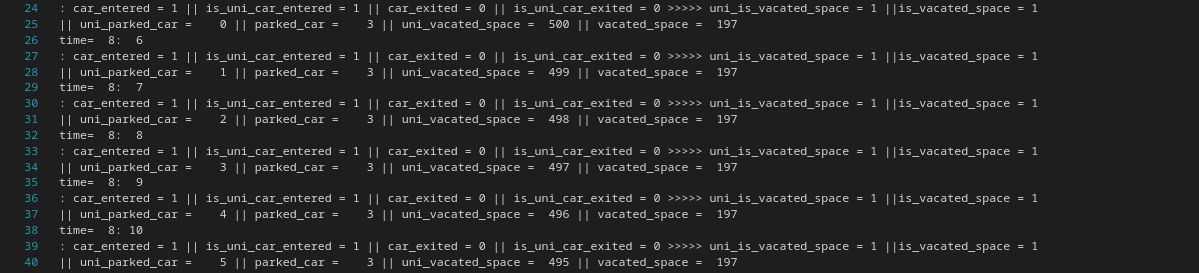 24 : car_entered = 1 || is_uni_car_entered = 1 || car_exited = 0 || is_uni_car_exited = 0 >>>>> uni_is_vacated_space = 1 ||is_vacated_space = 1
25 || uni_parked_car =    0 || parked_car =    3 || uni_vacated_space =  500 || vacated_space =  197
26 time=  8:  6
27 : car_entered = 1 || is_uni_car_entered = 1 || car_exited = 0 || is_uni_car_exited = 0 >>>>> uni_is_vacated_space = 1 ||is_vacated_space = 1
28 || uni_parked_car =    1 || parked_car =    3 || uni_vacated_space =  499 || vacated_space =  197
29 time=  8:  7
30 : car_entered = 1 || is_uni_car_entered = 1 || car_exited = 0 || is_uni_car_exited = 0 >>>>> uni_is_vacated_space = 1 ||is_vacated_space = 1
31 || uni_parked_car =    2 || parked_car =    3 || uni_vacated_space =  498 || vacated_space =  197
32 time=  8:  8
33 : car_entered = 1 || is_uni_car_entered = 1 || car_exited = 0 || is_uni_car_exited = 0 >>>>> uni_is_vacated_space = 1 ||is_vacated_space = 1
34 || uni_parked_car =    3 || parked_car =    3 || uni_vacated_space =  497 || vacated_space =  197
35 time=  8:  9
36 : car_entered = 1 || is_uni_car_entered = 1 || car_exited = 0 || is_uni_car_exited = 0 >>>>> uni_is_vacated_space = 1 ||is_vacated_space = 1
37 || uni_parked_car =    4 || parked_car =    3 || uni_vacated_space =  496 || vacated_space =  197
38 time=  8: 10
39 : car_entered = 1 || is_uni_car_entered = 1 || car_exited = 0 || is_uni_car_exited = 0 >>>>> uni_is_vacated_space = 1 ||is_vacated_space = 1
40 || uni_parked_car =    5 || parked_car =    3 || uni_vacated_space =  495 || vacated_space =  197